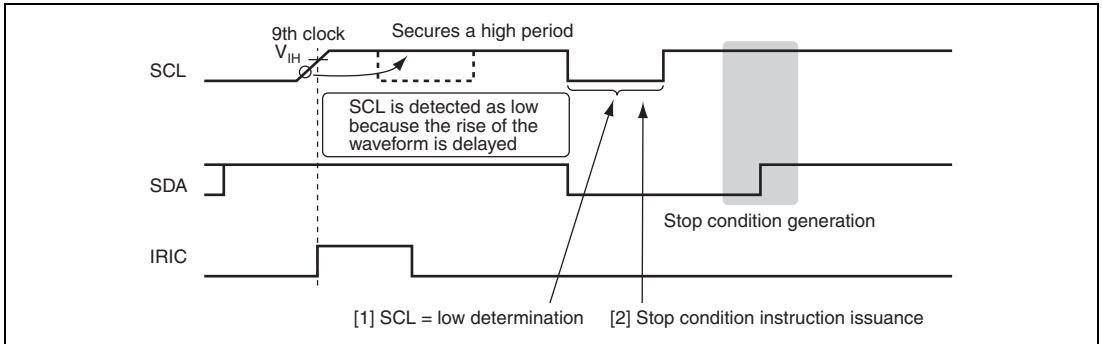 9th clock
Secures a high period
VIH
SCL
SCL is detected as low
because the rise of the
waveform is delayed
SDA
Stop condition generation
IRIC
[1] SCL = low determination
[2] Stop condition instruction issuance